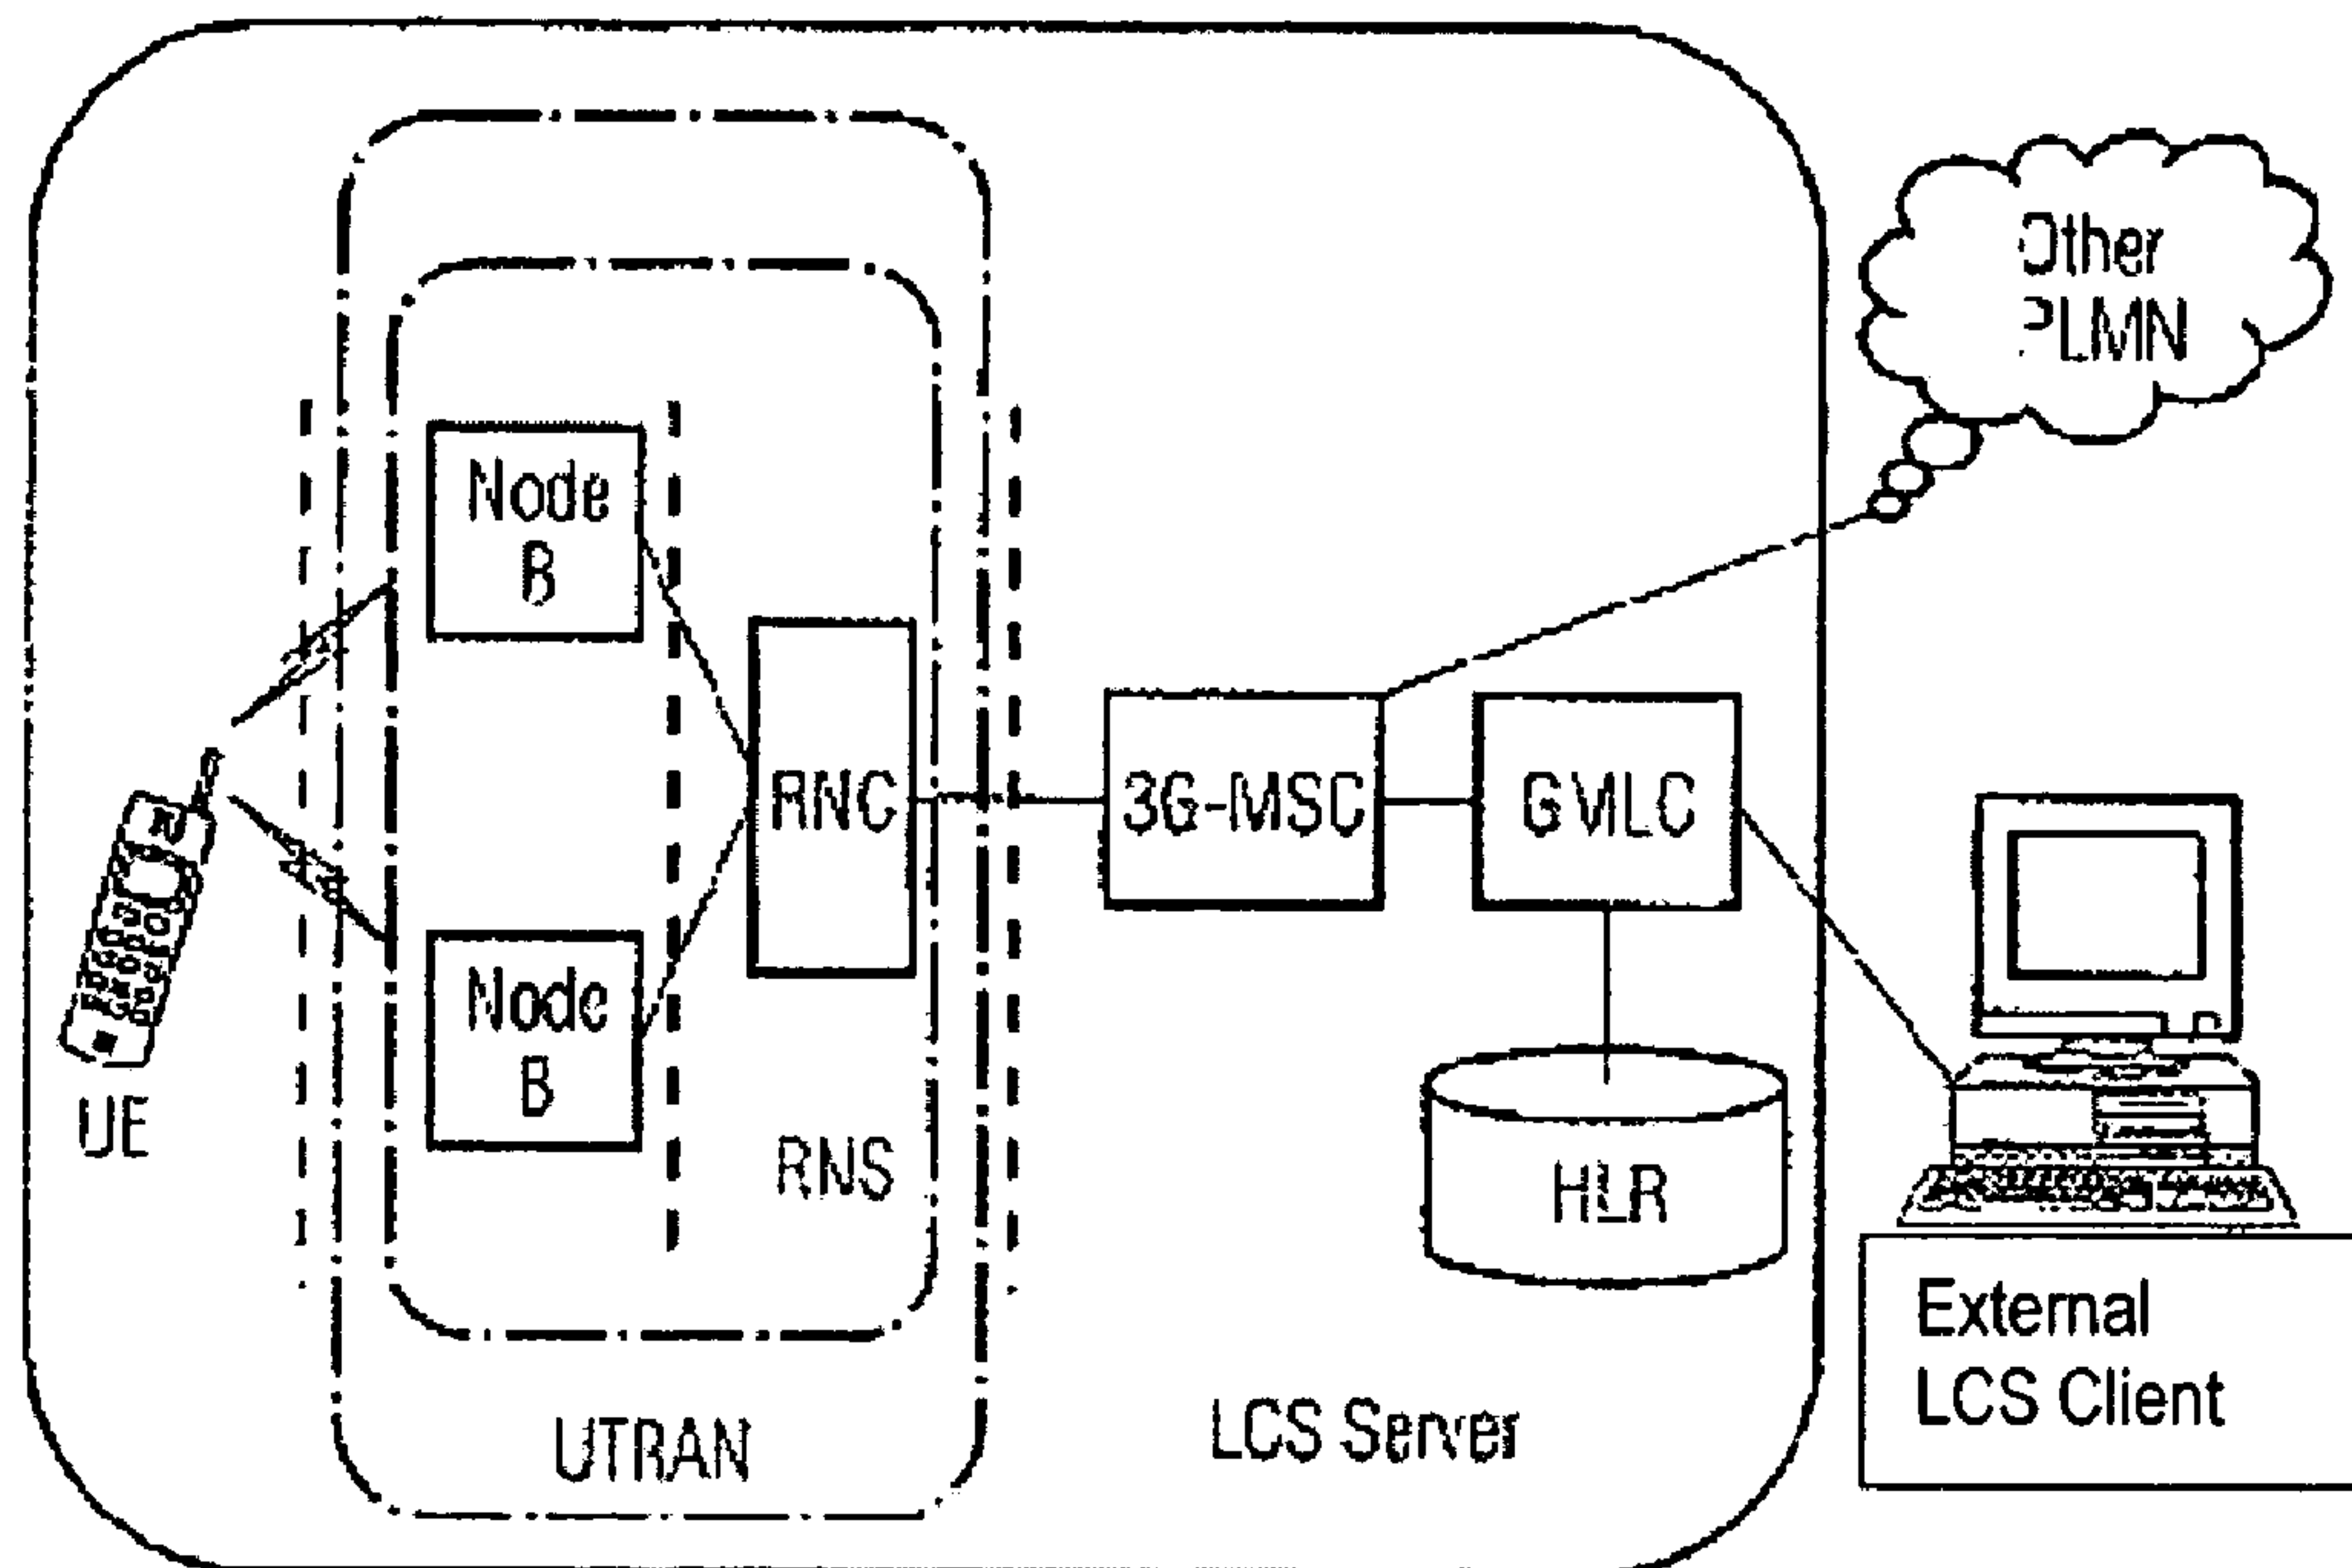 Other
PLMN
Node
B
RNC
3G-MSC
GMLC
Node
B
UE
RNS
HLR
External
LCS Client
UTRAN
LCS Server